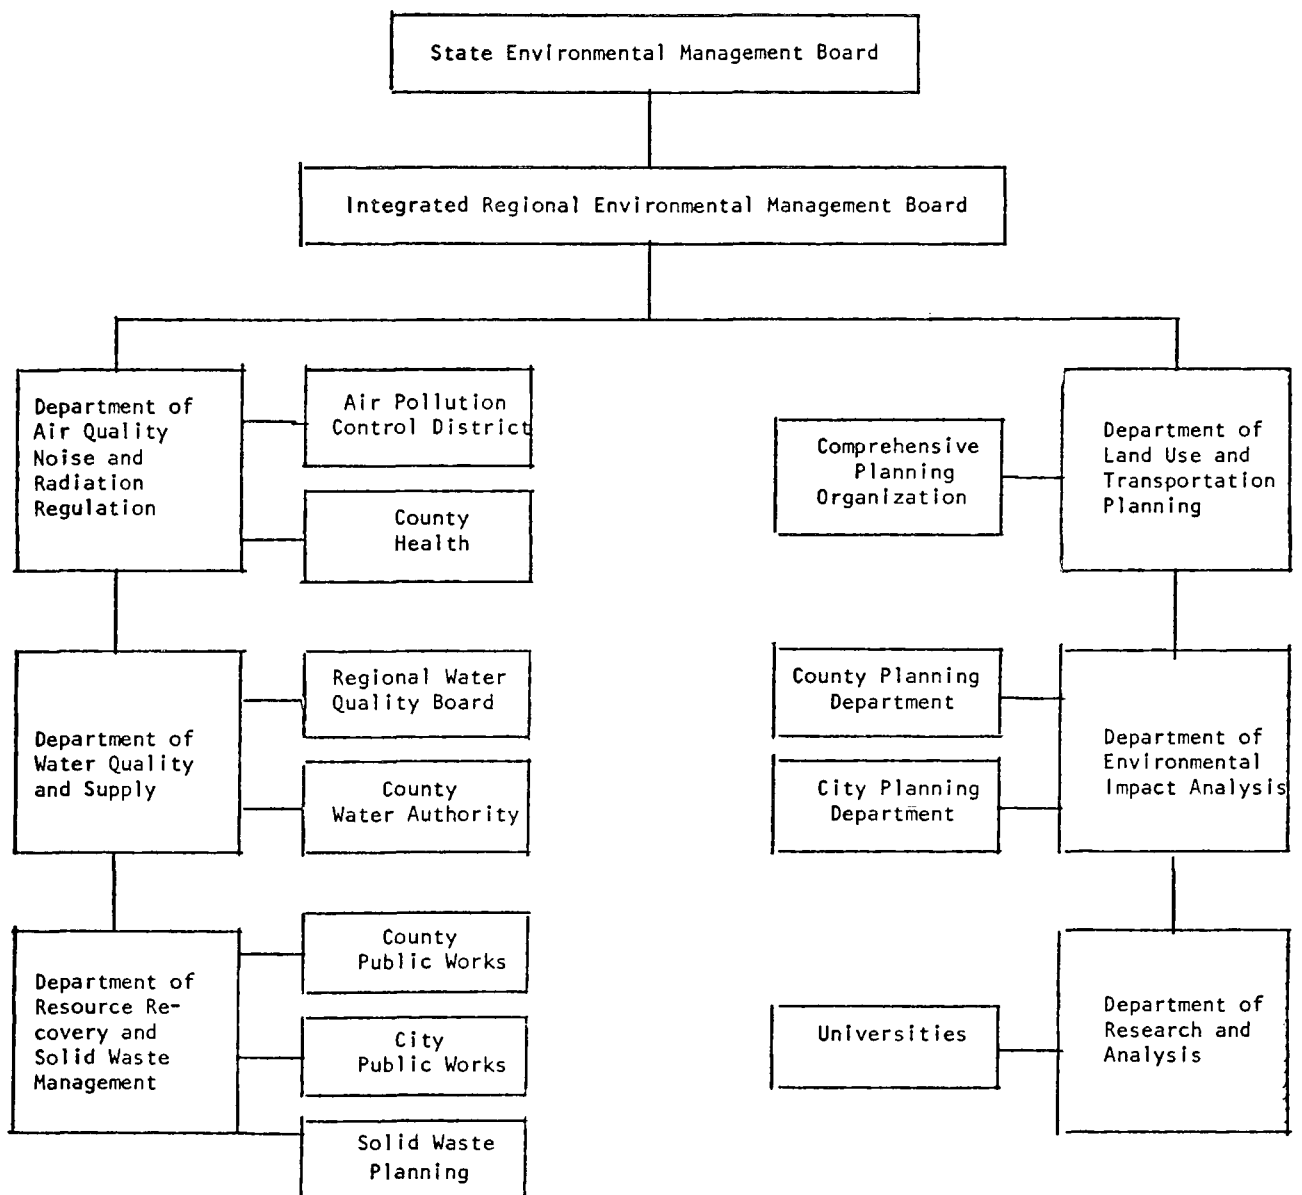 State Environmental Management Board
Integrated Regional Environmental Management Board
Department of
Air Quality
Noise and
Radiation
Regulation
Air Pollution
Control District
County
Health
Comprehensive
Planning
Organization
Department of
Land Use and
Transportation
Planning
Department of
Water Quality
and Supply
Regional Water
Quality Board
County
Water Authority
County Planning
Department
City Planning
Department
Department of
Environmental
Impact Analysis
Department of
Resource Re-
covery and
Solid Waste
Management
County
Public Works
City
Public Works
Solid Waste
Planning
Universities
Department of
Research and
Analysis